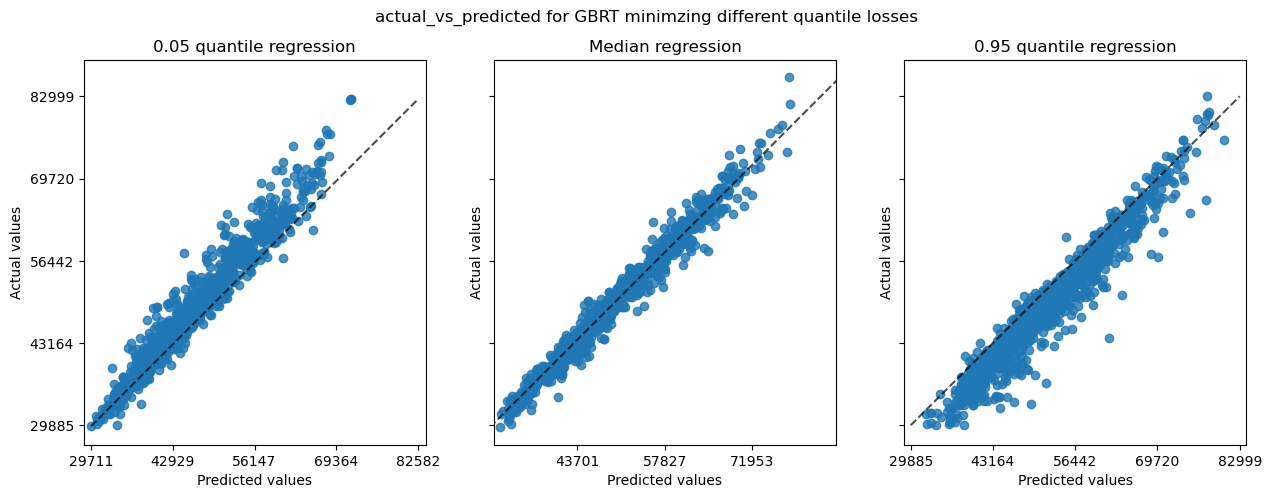 actual_vs_predicted for GBRT minimzing different quantile losses
0.05 quantile regression
Median regression
0.95 quantile regression
82999
69720
56442
43164
29885
Actual values
Actual values
Actual values
29711 42929 56147 69364 82582
43701 57827 71953
29885 43164 56442 69720 82999
Predicted values
Predicted values
Predicted values